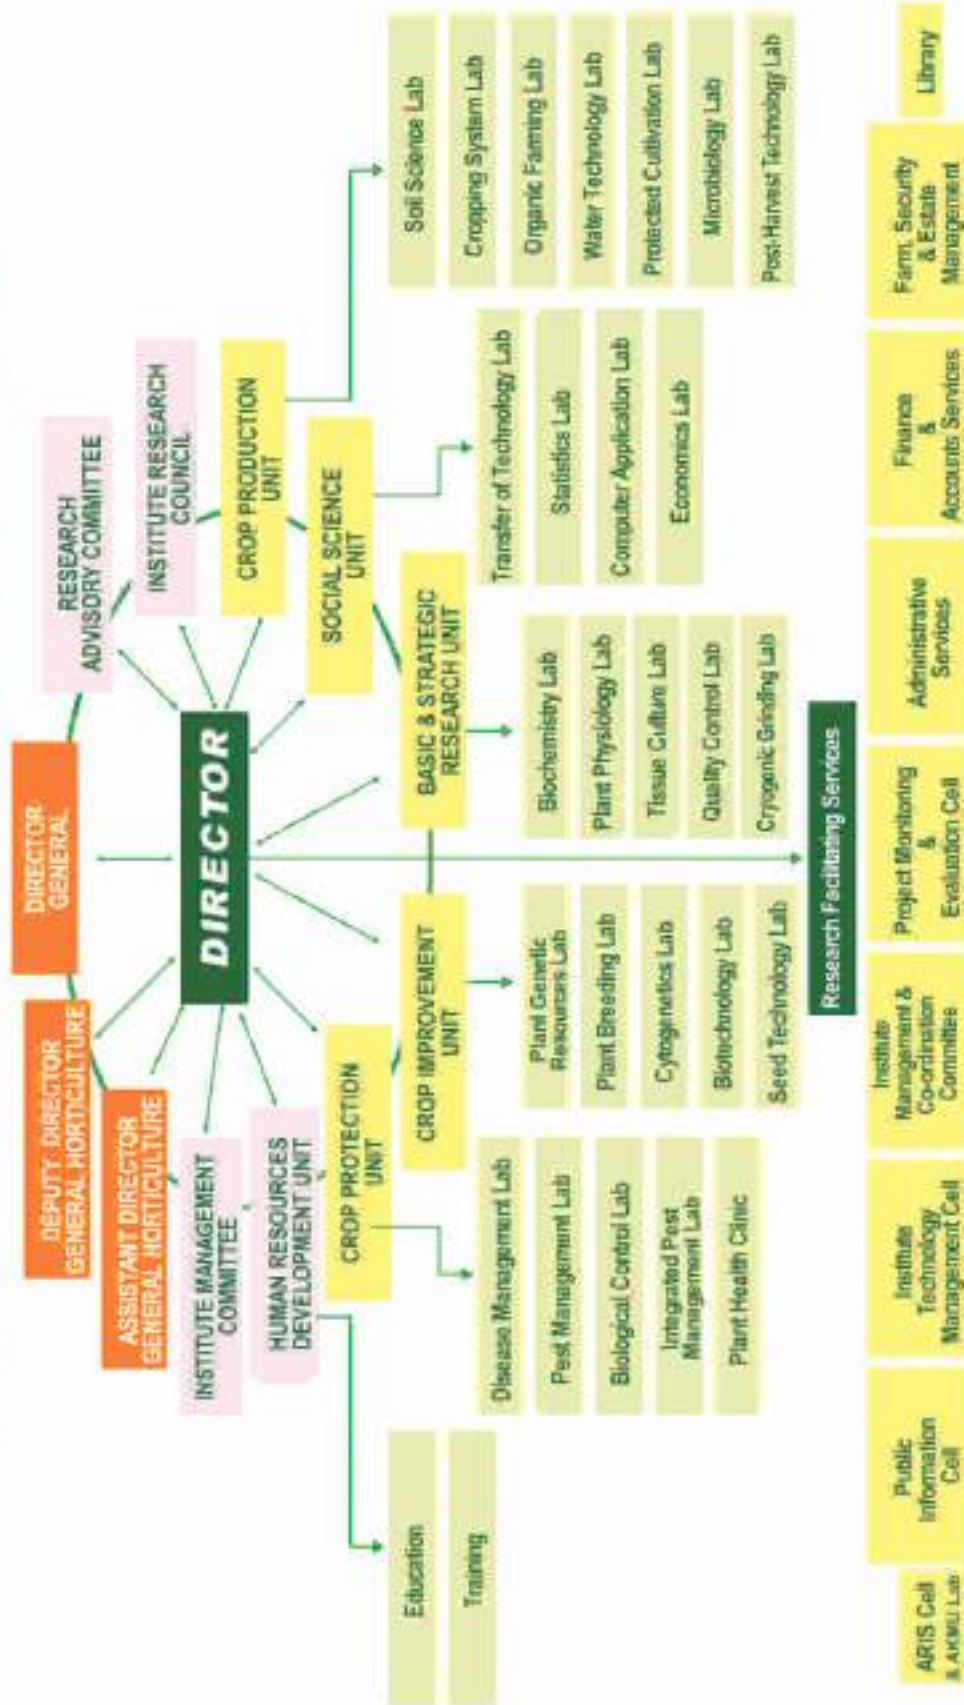 DIRECTOR
GENERAL
DEPUTY DIRECTOR
GENERAL HORTICULTURE
ASSISTANT DIRECTOR
GENERAL HORTICULTURE
RESEARCH
ADVISORY COMMITTEE
INSTITUTE RESEARCH
COUNCIL
DIRECTOR
INSTITUTE MANAGEMENT
COMMITTEE
HUMAN RESOURCES
DEVELOPMENT UNIT
CROP PROTECTION
UNIT
CROP IMPROVEMENT
UNIT
BASIC & STRATEGIC
RESEARCH UNIT
SOCIAL SCIENCE
UNIT
CROP PRODUCTION
UNIT
Education
Training
Disease Management Lab
Pest Management Lab
Biological Control Lab
Integrated Pest
Management Lab
Plant Health Clinic
Plant Genetic
Resources Lab
Plant Breeding Lab
Cytogenetics Lab
Biotechnology Lab
Seed Technology Lab
Biochemistry Lab
Plant Physiology Lab
Tissue Culture Lab
Quality Control Lab
Cryogenic Grinding Lab
Transfer of Technology Lab
Statistics Lab
Computer Application Lab
Economics Lab
Soil Science Lab
Cropping System Lab
Organic Farming Lab
Water Technology Lab
Protected Cultivation Lab
Microbiology Lab
Post-Harvest Technology Lab
Research Facilitating Services
ARIS Cell
& AKMU Lab
Public
Information
Cell
Institute
Technology
Management Cell
Institute
Management &
Co-ordination
Committee
Project Monitoring
&
Evaluation Cell
Administrative
Services
Finance
&
Accounts Services
Farm, Security
& Estate
Management
Library